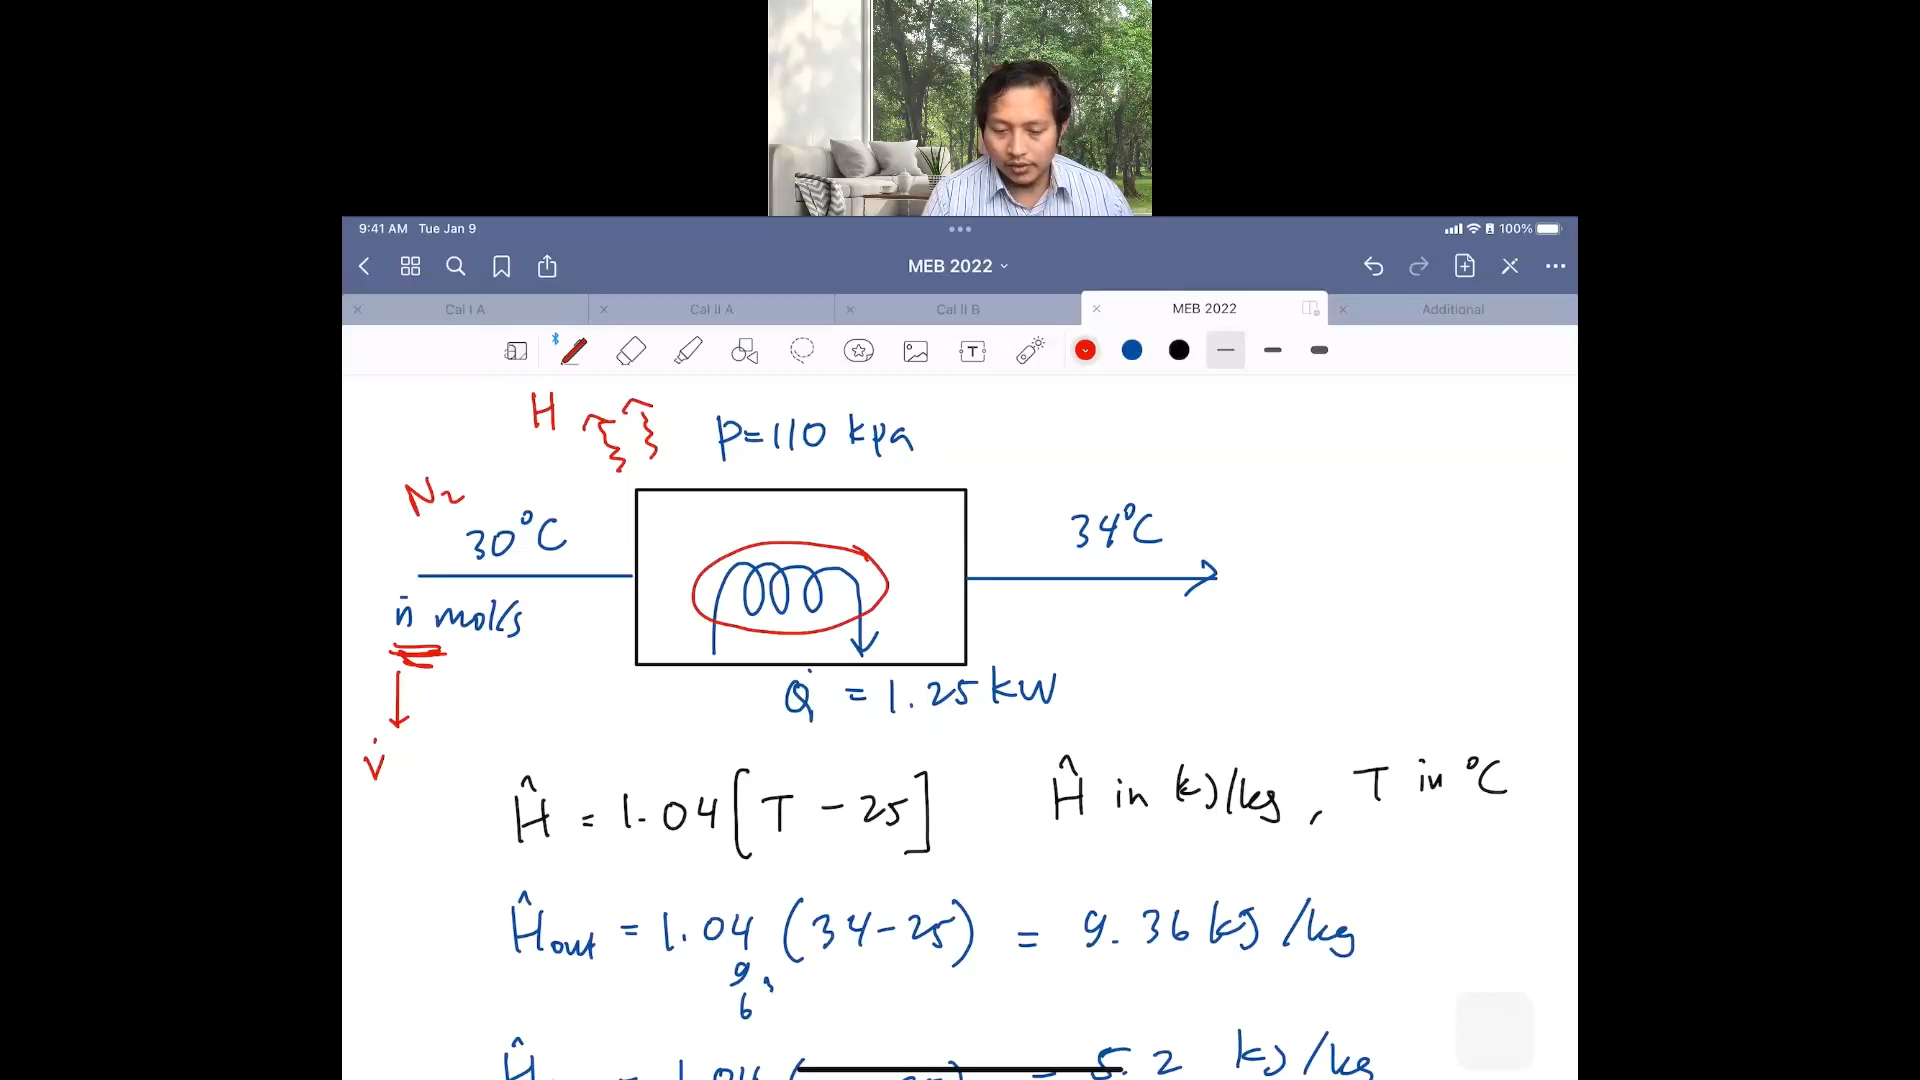 9:41 AM Tue Jan 9
100%
MEB 2022
Cal I A
Cal II A
Cal II B
MEB 2022
Additional
T
H
P=110 kpa
N2
30°C
34°C
ṅ mol/s
Q̇ = 1.25 kW
V̇
Ĥ = 1.04 [T - 25]
Ĥ in kJ/kg, T in °C
Ĥout = 1.04 (34-25) = 9.36 kJ/kg
9
6
= 5.2 kJ/kg